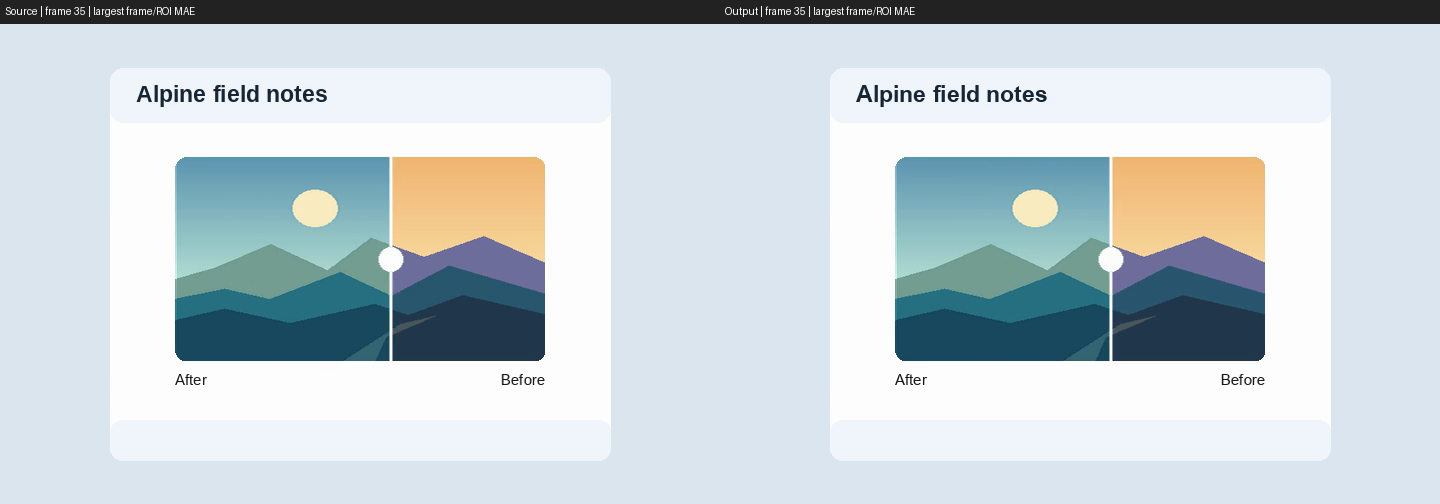 Source | frame 35 | largest frame/ROI MAE
Output | frame 35 | largest frame/ROI MAE
Alpine field notes
Alpine field notes
After
Before
After
Before